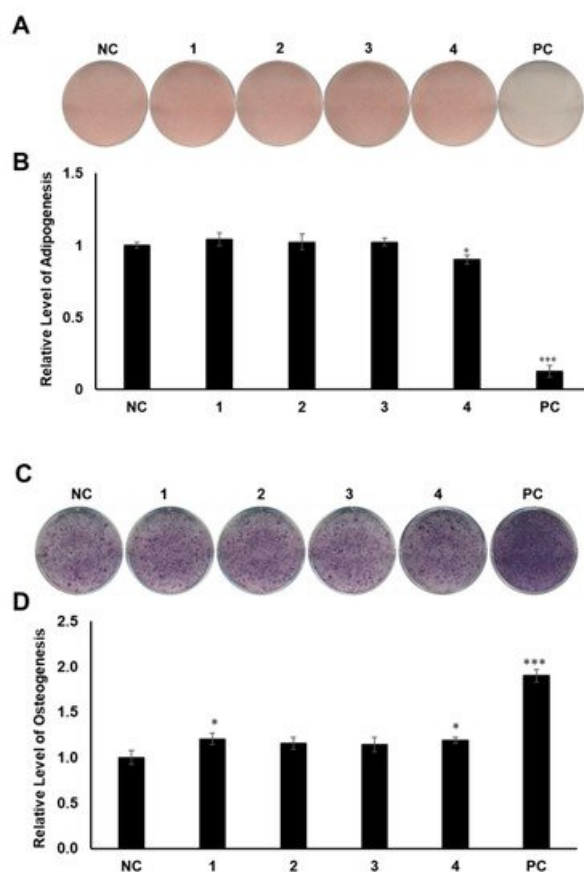 A
NC 1 2 3 4 PC
B
Relative Level of Adipogenesis
1.5
1
0.5
0
*
***
NC 1 2 3 4 PC
C
NC 1 2 3 4 PC
D
Relative Level of Osteogenesis
2.5
2.0
1.5
1.0
0.5
0.0
*
*
***
NC 1 2 3 4 PC